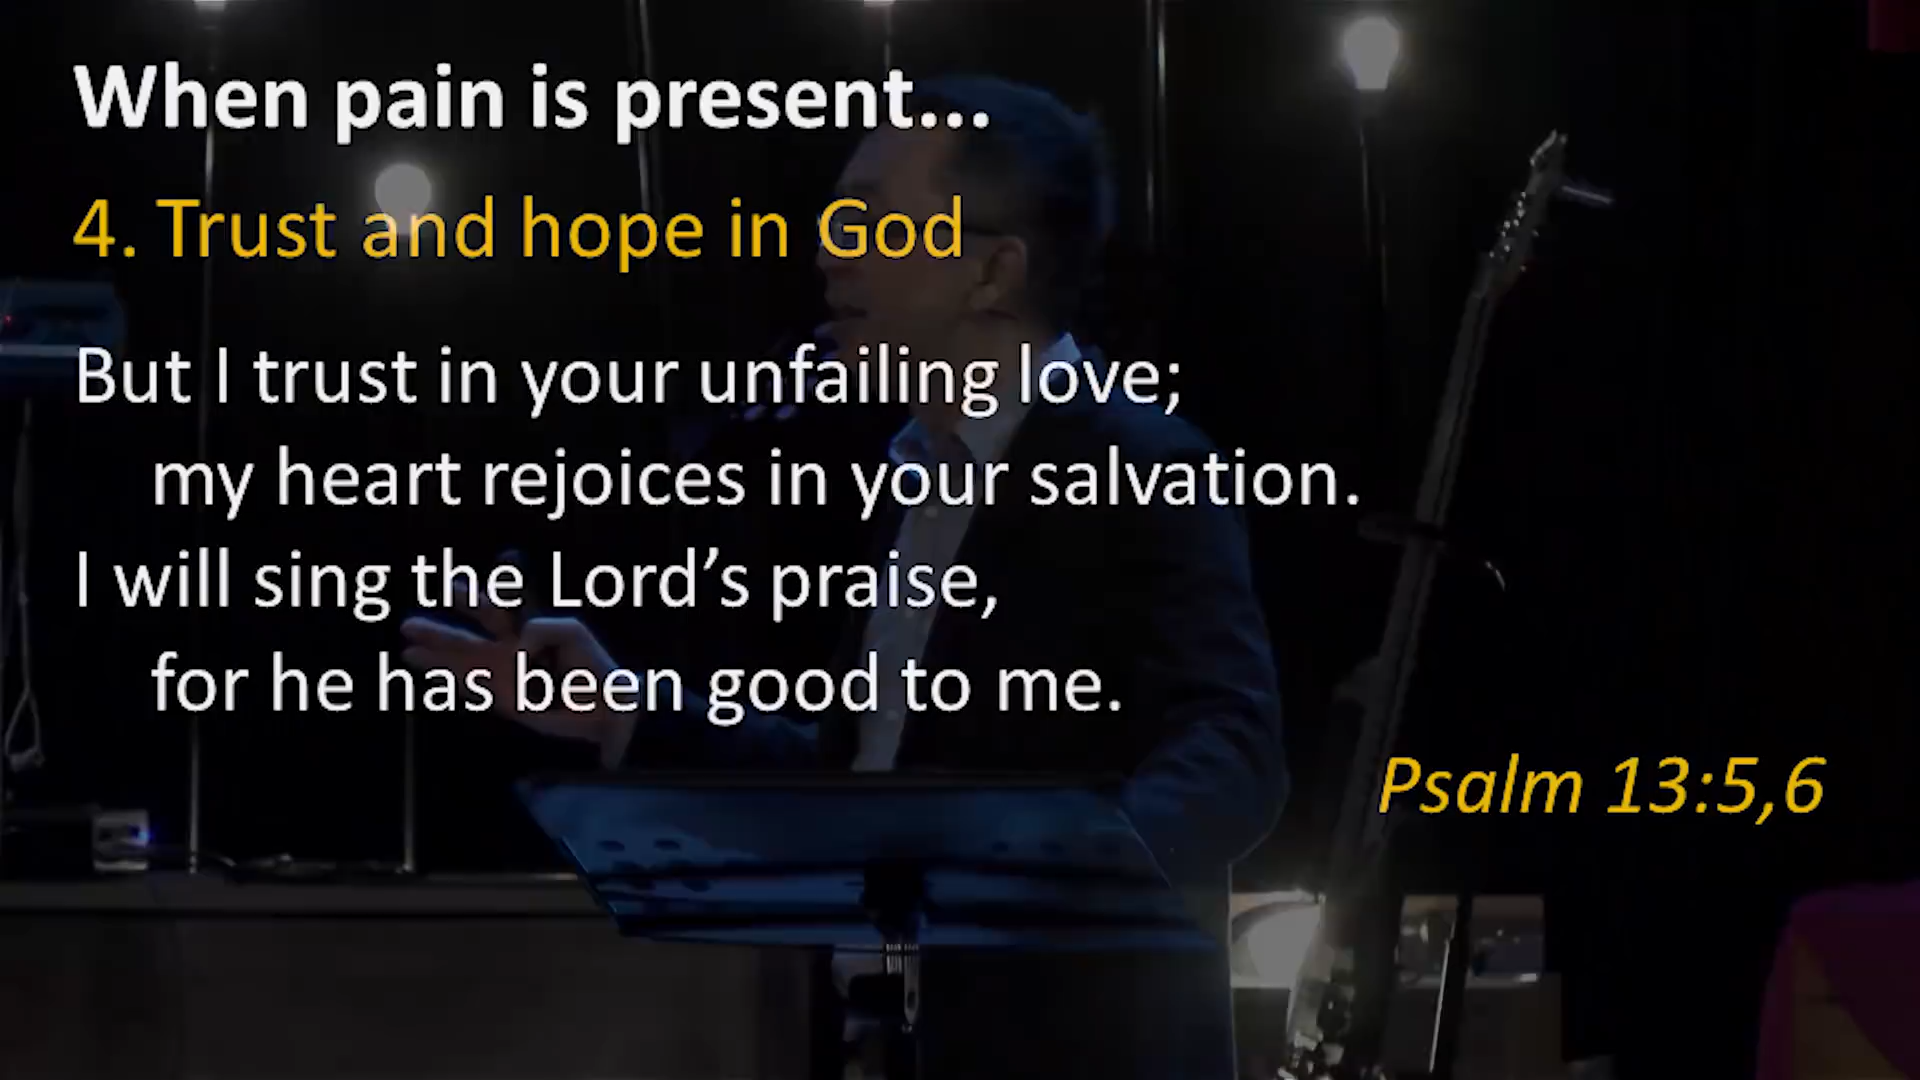 When pain is present...
4. Trust and hope in God
But I trust in your unfailing love;
my heart rejoices in your salvation.
I will sing the Lord’s praise,
for he has been good to me.
Psalm 13:5,6